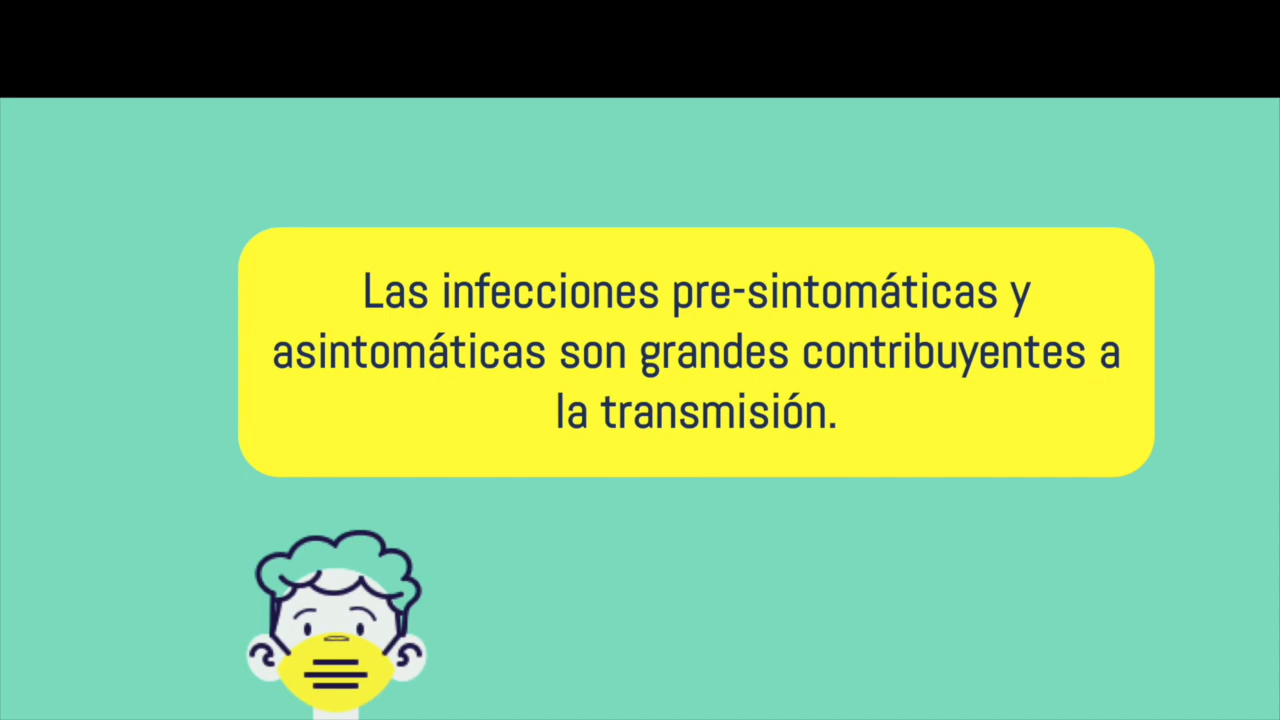 Las infecciones pre-sintomáticas y
asintomáticas son grandes contribuyentes a
la transmisión.